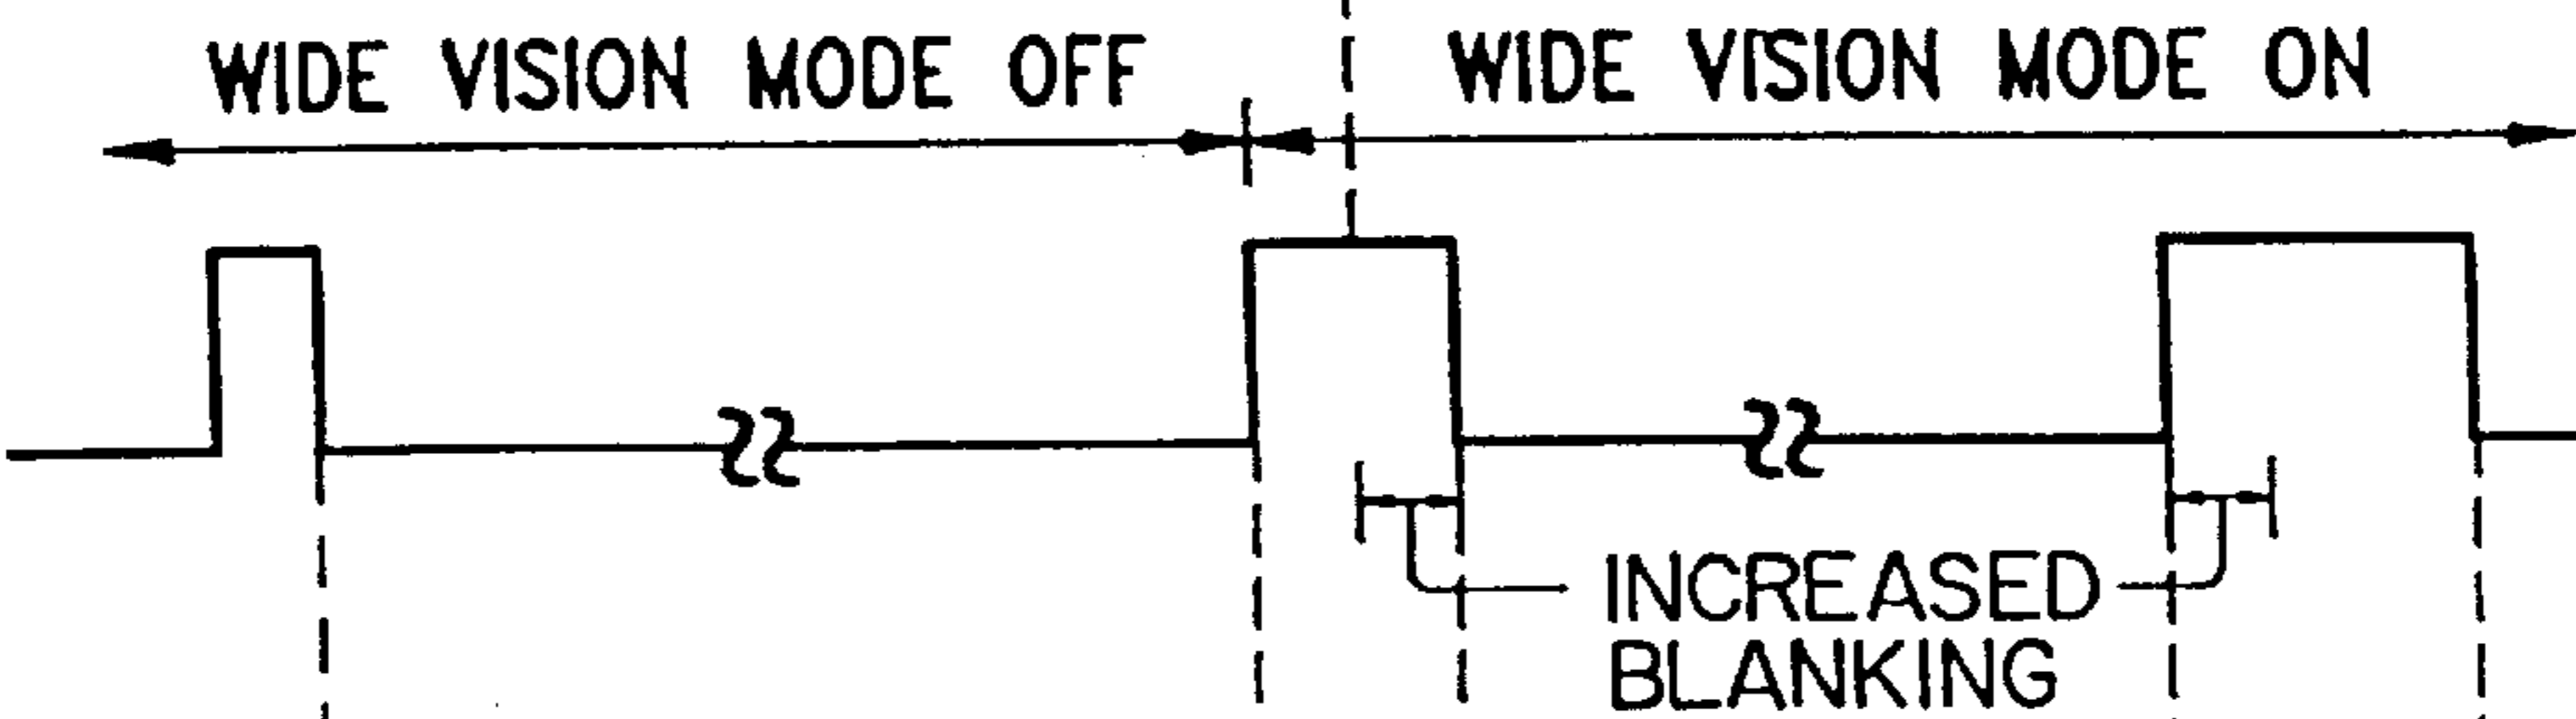 WIDE VISION MODE OFF
WIDE VISION MODE ON
INCREASED
BLANKING